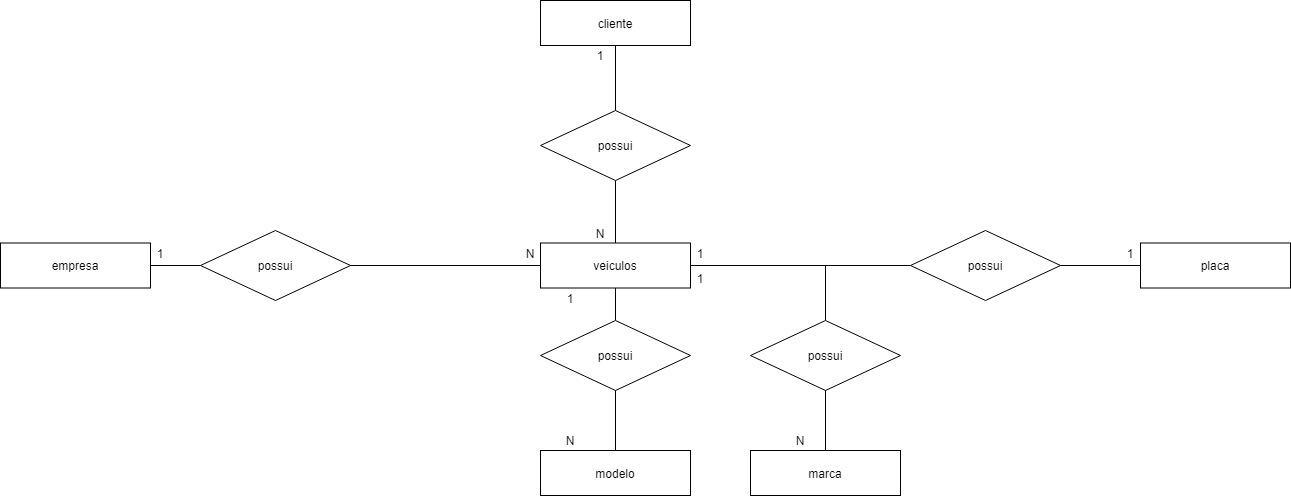 cliente
1
possui
N
empresa
1
possui
N
veiculos
1
1
possui
1
placa
1
possui
N
modelo
possui
N
marca